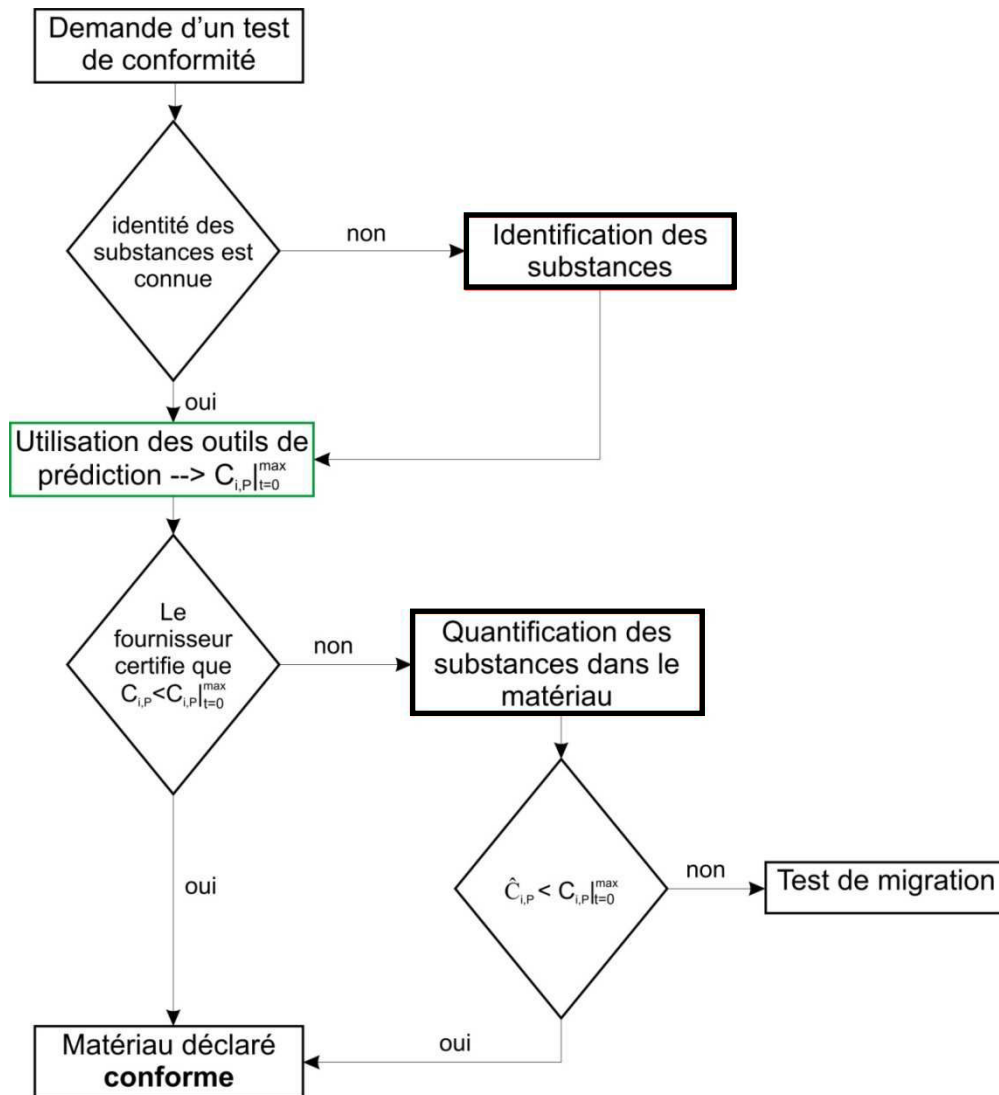 Demande d'un test
de conformité
identité des
substances est
connue
non
Identification des
substances
oui
Utilisation des outils de
prédiction --> C_{i,P}|_{t=0}^{max}
Le
fournisseur
certifie que
C_{i,P}<C_{i,P}|_{t=0}^{max}
non
Quantification des
substances dans le
matériau
oui
Ĉ_{i,P} < C_{i,P}|_{t=0}^{max}
non
Test de migration
oui
Matériau déclaré
conforme